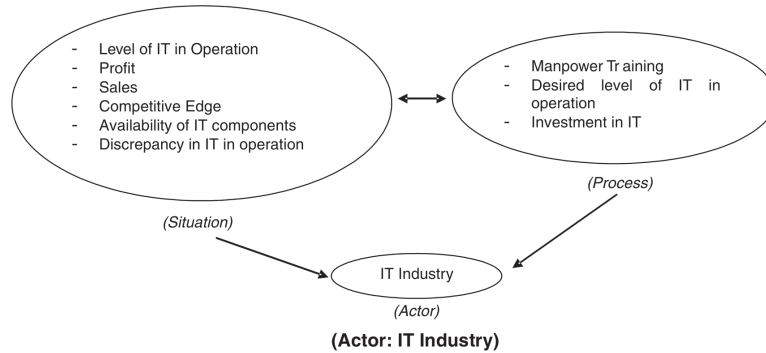 - Level of IT in Operation
- Profit
- Sales
- Competitive Edge
- Availability of IT components
- Discrepancy in IT in operation
- Manpower Tr aining
- Desired level of IT in
operation
- Investment in IT
(Situation)
(Process)
IT Industry
(Actor)
(Actor: IT Industry)